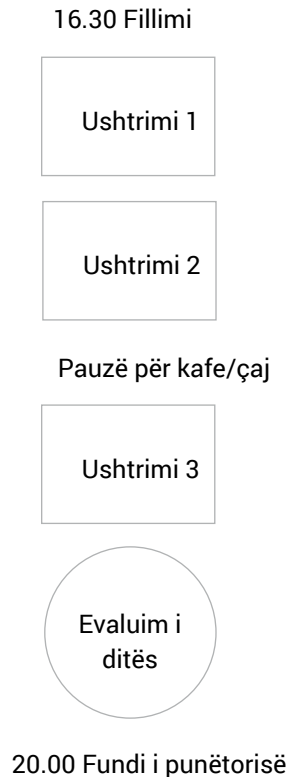 16.30 Fillimi
Ushtrimi 1
Ushtrimi 2
Pauzë për kafe/çaj
Ushtrimi 3
Evaluim i
ditës
20.00 Fundi i punëtorisë